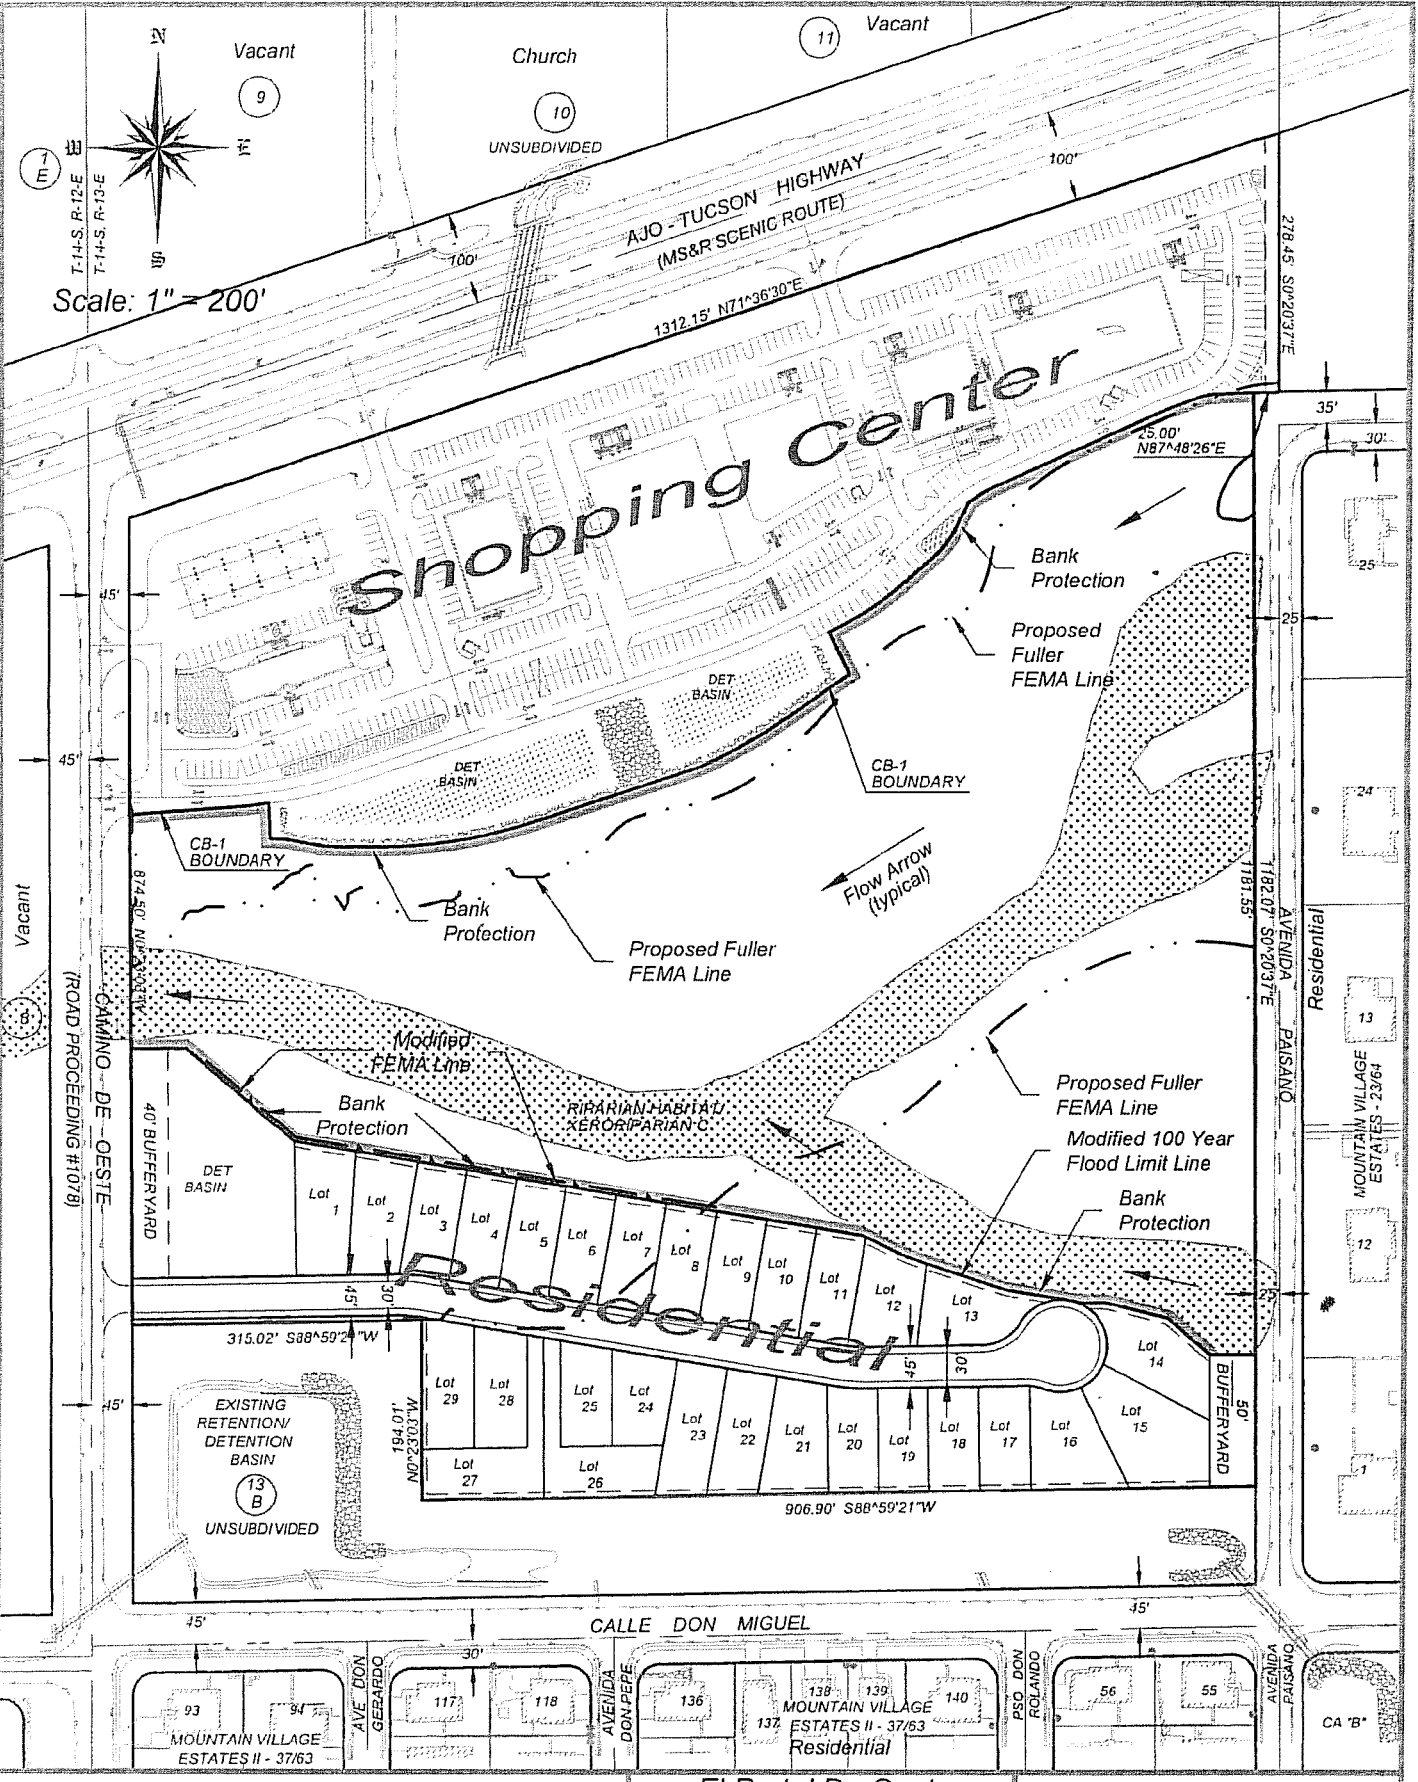 N
W
E
S
Vacant
9
Church
10
UNSUBDIVIDED
11
Vacant
1
E
T-14-S, R-12-E
T-14-S, R-13-E
Scale: 1" = 200'
100'
100'
AJO - TUCSON HIGHWAY
(MS&R SCENIC ROUTE)
1312.15' N71^36'30"E
278.45' S0^20'37"E
Shopping Center
35'
30'
25.00'
N87^48'26"E
Bank
Protection
Proposed
Fuller
FEMA Line
25
25'
45'
45'
DET
BASIN
DET
BASIN
CB-1
BOUNDARY
CB-1
BOUNDARY
24
Flow Arrow
(typical)
Bank
Protection
Proposed Fuller
FEMA Line
Vacant
8
874.50'
(ROAD PROCEEDING #1078)
CAMINO DE OESTE
1182.07' S0^20'37"E
1181.55'
AVENIDA PAISANO
Residential
13
MOUNTAIN VILLAGE
ESTATES - 23/64
12
Modified
FEMA Line
Bank
Protection
RIPARIAN HABITAT/
XERORIPARIAN C
Proposed Fuller
FEMA Line
Modified 100 Year
Flood Limit Line
Bank
Protection
40' BUFFERYARD
DET
BASIN
Lot
1
Lot
2
Lot
3
Lot
4
Lot
5
Lot
6
Lot
7
Lot
8
Lot
9
Lot
10
Lot
11
Lot
12
Lot
13
Lot
14
Residential
45'
30'
45'
30'
25'
315.02'
50'
BUFFERYARD
194.01'
N0^23'03"W
Lot
29
Lot
28
Lot
25
Lot
24
Lot
23
Lot
22
Lot
21
Lot
20
Lot
19
Lot
18
Lot
17
Lot
16
Lot
15
Lot
27
Lot
26
1
906.90' S88^59'21"W
45'
EXISTING
RETENTION/
DETENTION
BASIN
13
B
UNSUBDIVIDED
45'
30'
45'
CALLE DON MIGUEL
AVE DON
GERARDO
AVENIDA
DON PEPE
PSO DON
ROLANDO
AVENIDA
PAISANO
93
94
MOUNTAIN VILLAGE
ESTATES II - 37/63
117
118
136
137
138
139
140
MOUNTAIN VILLAGE
ESTATES II - 37/63
Residential
56
55
CA "B"